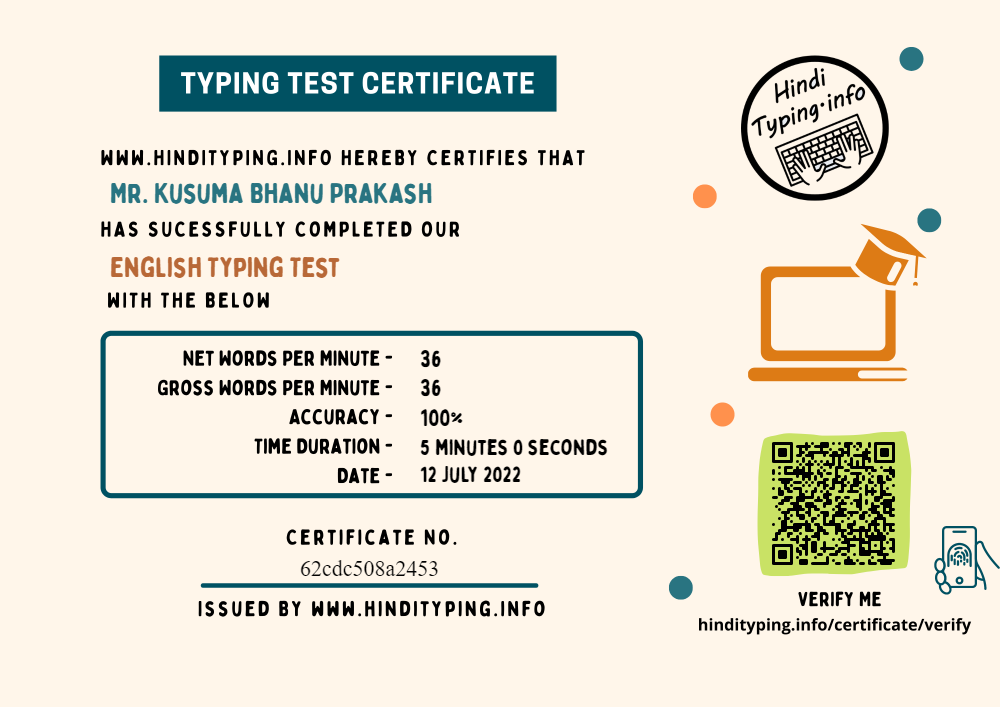 TYPING TEST CERTIFICATE
Hindi
Typing.info
WWW.HINDITYPING.INFO HEREBY CERTIFIES THAT
MR. KUSUMA BHANU PRAKASH
HAS SUCESSFULLY COMPLETED OUR
ENGLISH TYPING TEST
WITH THE BELOW
NET WORDS PER MINUTE - 36
GROSS WORDS PER MINUTE - 36
ACCURACY - 100%
TIME DURATION - 5 MINUTES 0 SECONDS
DATE - 12 JULY 2022
CERTIFICATE NO.
62cdc508a2453
ISSUED BY WWW.HINDITYPING.INFO
VERIFY ME
hindityping.info/certificate/verify